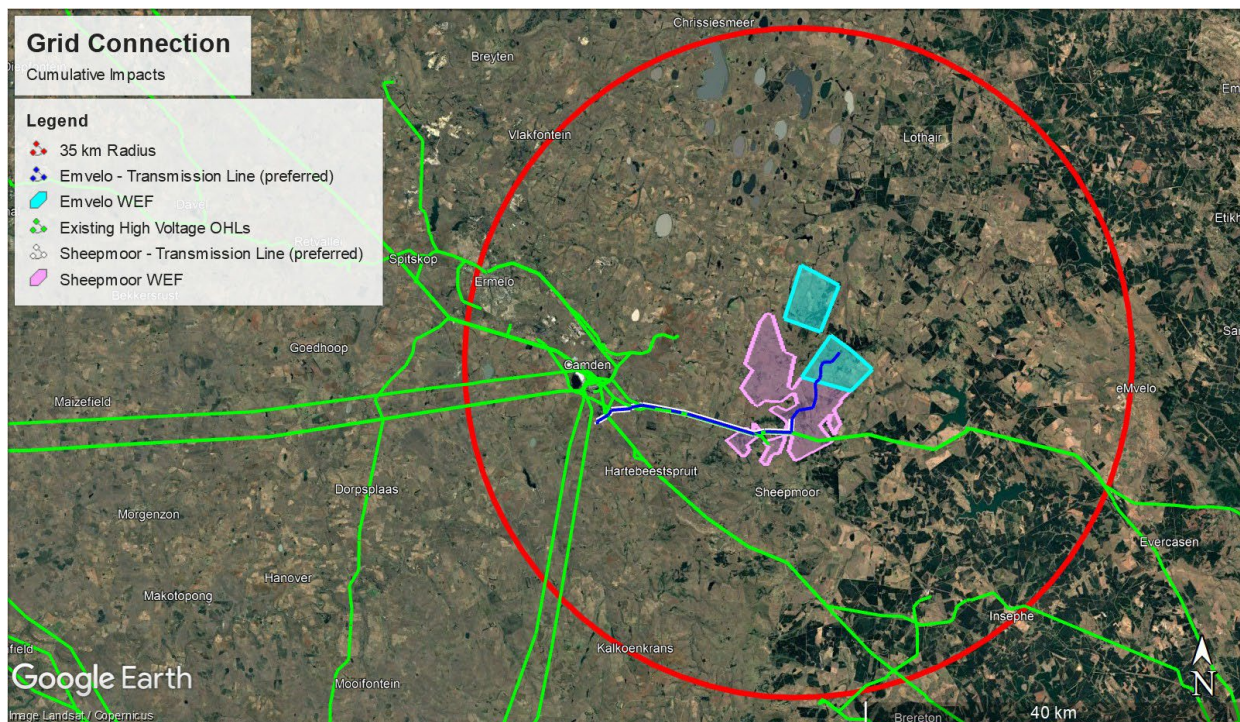 Grid Connection
Cumulative Impacts
Legend
35 km Radius
Emvelo - Transmission Line (preferred)
Emvelo WEF
Existing High Voltage OHLs
Sheepmoor - Transmission Line (preferred)
Sheepmoor WEF
Chrissiesmeer
Breyten
Vlakfontein
Lothair
Davel
Spitskop
Ermelo
Goedhoop
Camden
eMvelo
Maizefield
Hartebeestspruit
Dorpsplaas
Sheepmoor
Morgenzon
Evercasen
Hanover
Makotopong
Insephe
Kalkoenkrans
Mooifontein
Google Earth
N
Image Landsat / Copernicus
40 km
Brereton